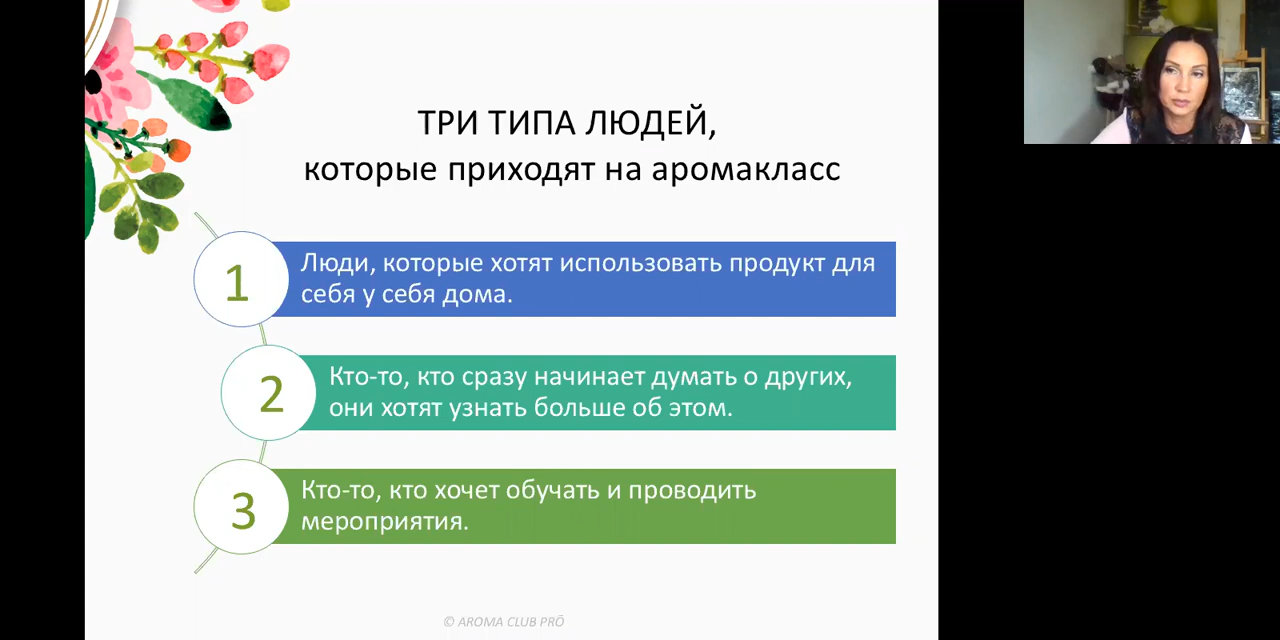 ТРИ ТИПА ЛЮДЕЙ,
которые приходят на аромакласс
1
Люди, которые хотят использовать продукт для
себя у себя дома.
2
Кто-то, кто сразу начинает думать о других,
они хотят узнать больше об этом.
3
Кто-то, кто хочет обучать и проводить
мероприятия.
© AROMA CLUB PRŌ